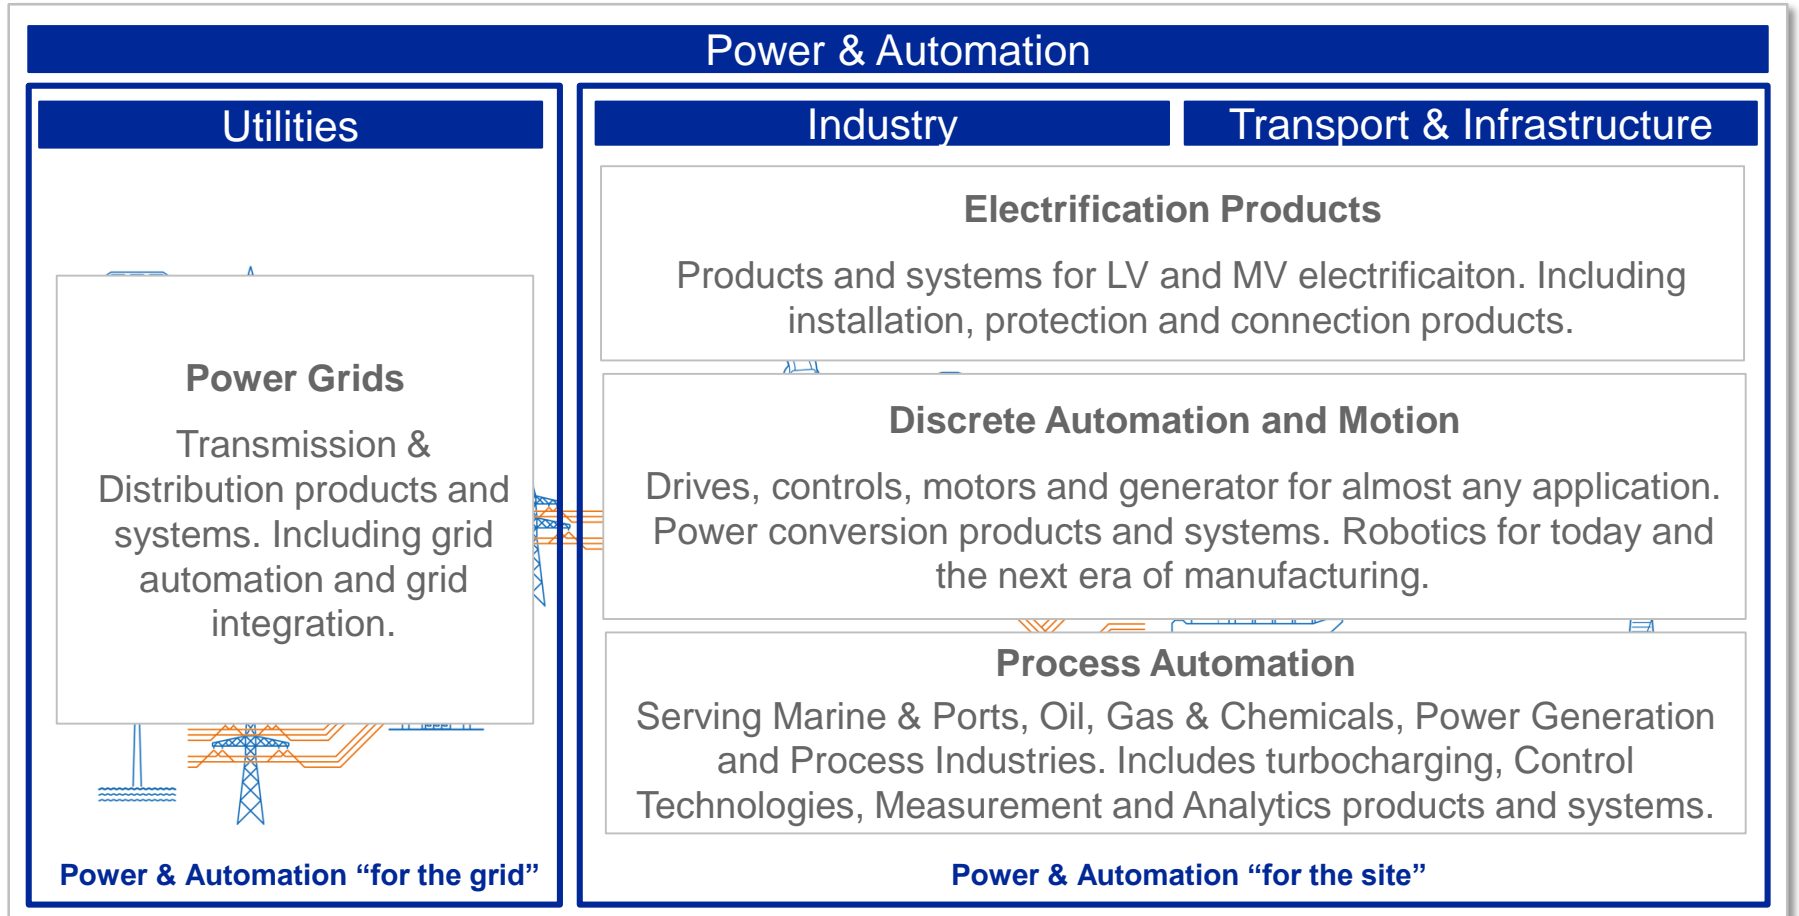 Power & Automation
Utilities
Industry
Transport & Infrastructure
Power Grids
Transmission &
Distribution products and
systems. Including grid
automation and grid
integration.
Power & Automation “for the grid”
Electrification Products
Products and systems for LV and MV electrificaiton. Including
installation, protection and connection products.
Discrete Automation and Motion
Drives, controls, motors and generator for almost any application.
Power conversion products and systems. Robotics for today and
the next era of manufacturing.
Process Automation
Serving Marine & Ports, Oil, Gas & Chemicals, Power Generation
and Process Industries. Includes turbocharging, Control
Technologies, Measurement and Analytics products and systems.
Power & Automation “for the site”